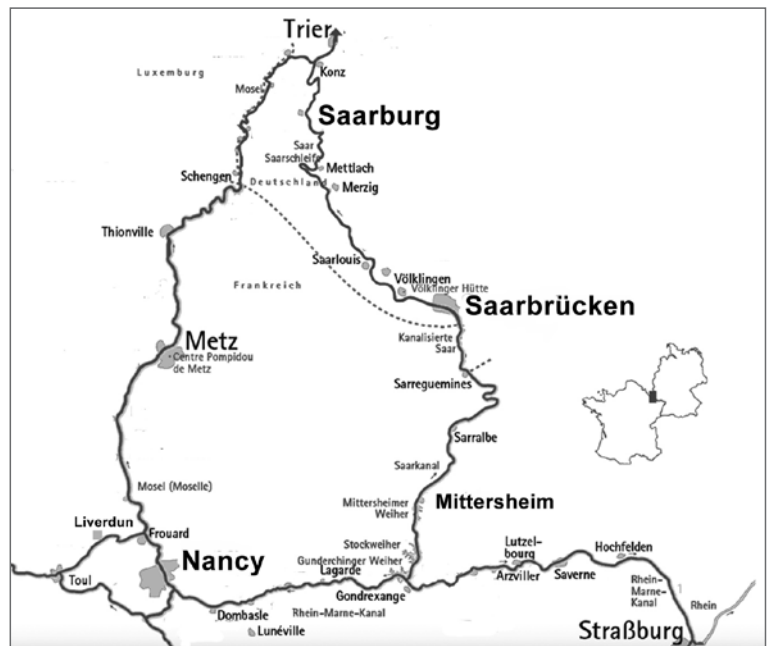 Trier
Luxemburg
Konz
Mosel
Saarburg
Saar
Saarschleife
Mettlach
Schengen
Deutschland
Merzig
Thionville
Saarlouis
Völklingen
Völklinger Hütte
Frankreich
Saarbrücken
Metz
Kanalisierte
Saar
Centre Pompidou
de Metz
Sarreguemines
Sarralbe
Saarkanal
Mosel (Moselle)
Mittersheimer
Weiher
Mittersheim
Liverdun
Frouard
Stockweiher
Lutzel-
bourg
Hochfelden
Nancy
Gunderchinger Weiher
Lagarde
Toul
Arzviller
Saverne
Gondrexange
Rhein-
Marne-
Kanal
Rhein
Dombasle
Rhein-Marne-Kanal
Lunéville
Straßburg